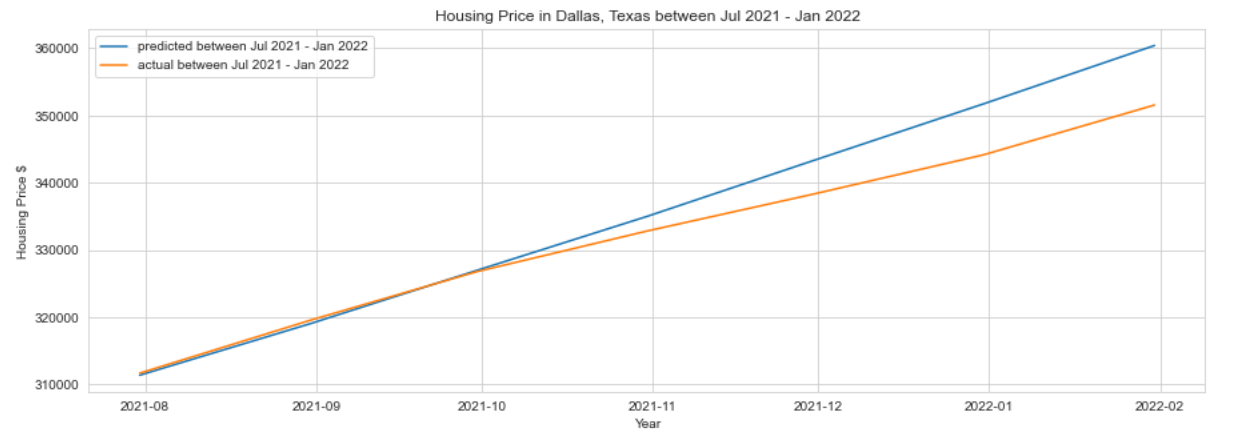 Housing Price in Dallas, Texas between Jul 2021 - Jan 2022
predicted between Jul 2021 - Jan 2022
actual between Jul 2021 - Jan 2022
Housing Price $
360000
350000
340000
330000
320000
310000
2021-08 2021-09 2021-10 2021-11 2021-12 2022-01 2022-02
Year